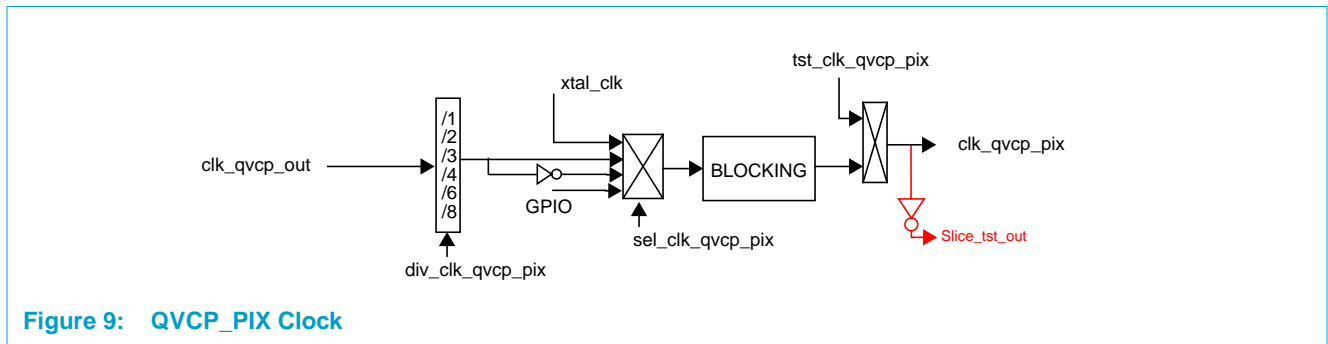 tst_clk_qvcp_pix
xtal_clk
/1
/2
/3
/4
/6
/8
clk_qvcp_out
BLOCKING
clk_qvcp_pix
GPIO
sel_clk_qvcp_pix
Slice_tst_out
div_clk_qvcp_pix
Figure 9: QVCP_PIX Clock